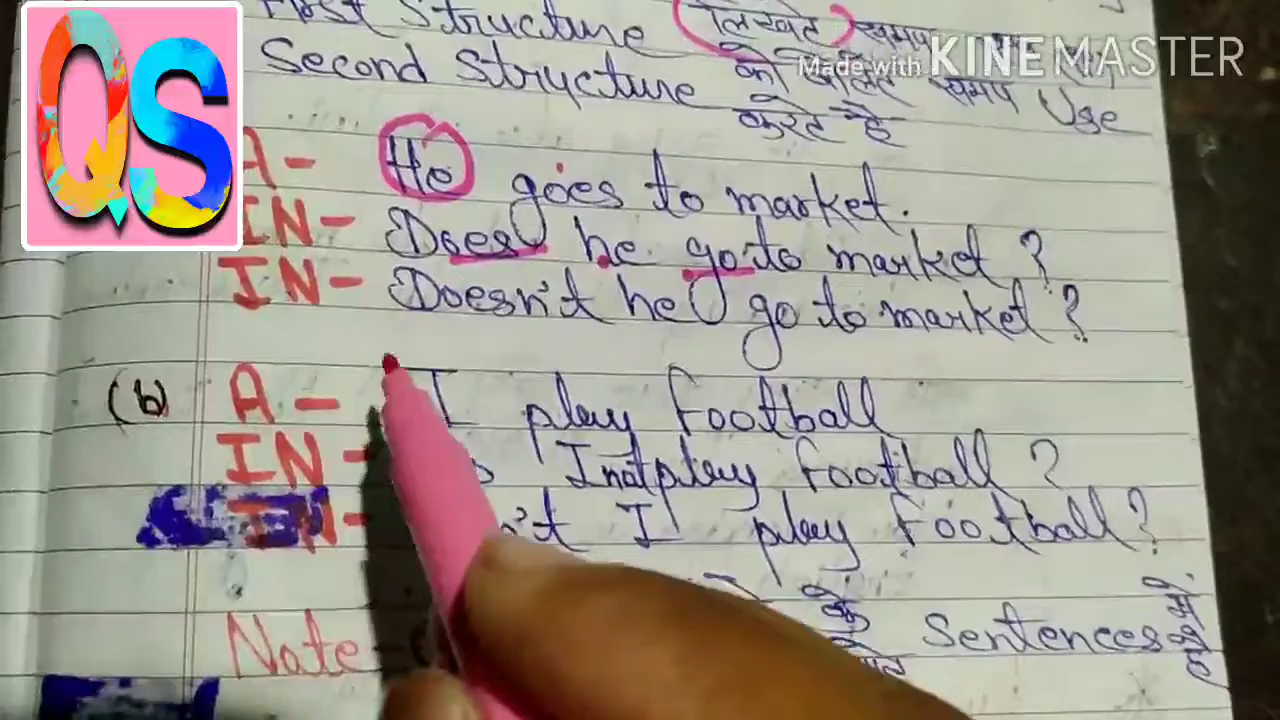 First Structure लिखते समय
Second Structure को बोलते समय Use
करते है
Made with KINEMASTER
QS
A- He goes to market.
IN- Does he go to market ?
IN- Doesn't he go to market ?
(b) A- I play football
IN- I not play football ?
IN- I play football ?
Note
के Sentences में